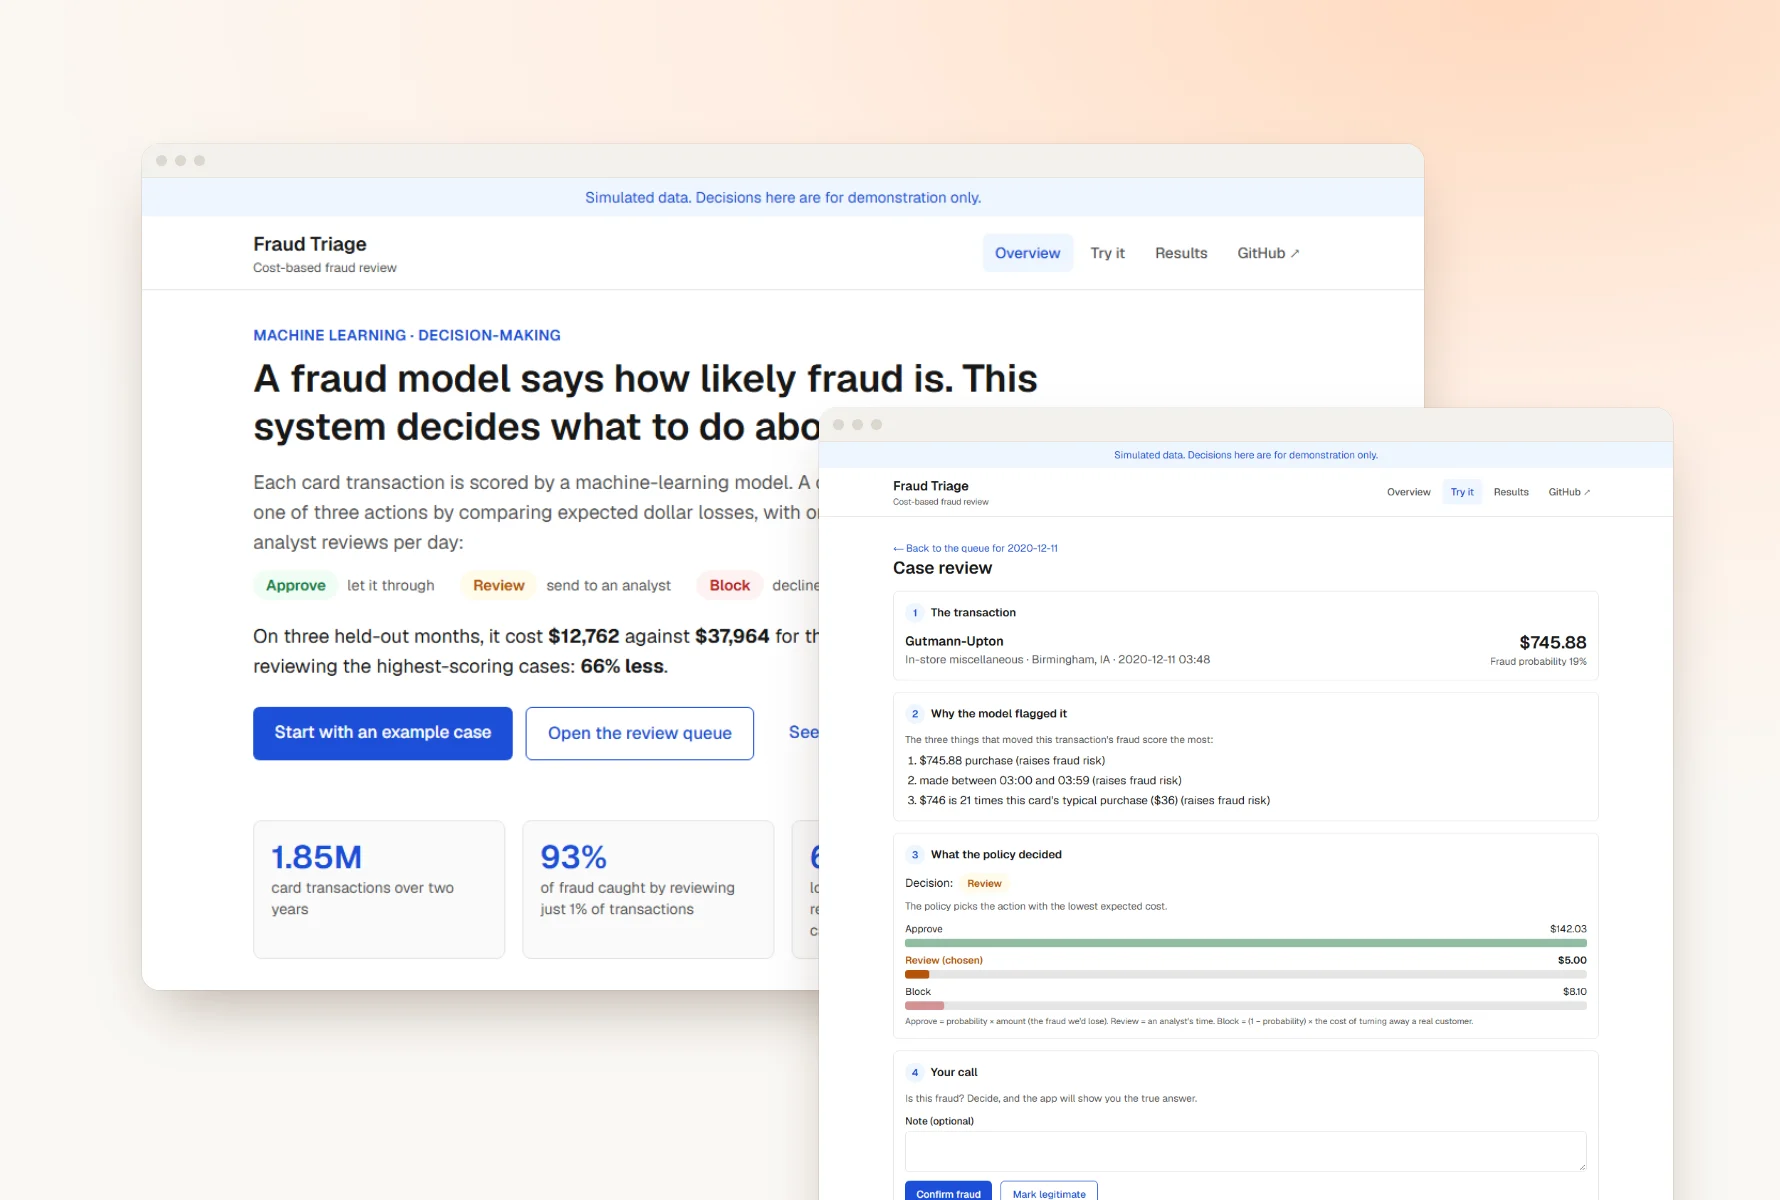 Simulated data. Decisions here are for demonstration only.
Fraud Triage
Cost-based fraud review
Overview
Try it
Results
GitHub ↗
MACHINE LEARNING · DECISION-MAKING
A fraud model says how likely fraud is. This
system decides what to do
Each card transaction is scored by a machine-learning model. A
one of three actions by comparing expected dollar losses, with
analyst reviews per day:
Approve let it through Review send to an analyst Block decline
On three held-out months, it cost $12,762 against $37,964 for
reviewing the highest-scoring cases: 66% less.
Start with an example case
Open the review queue
See
1.85M
card transactions over two
years
93%
of fraud caught by reviewing
just 1% of transactions
Simulated data. Decisions here are for demonstration only.
Fraud Triage
Cost-based fraud review
Overview
Try it
Results
GitHub ↗
← Back to the queue for 2020-12-11
Case review
1 The transaction
Gutmann-Upton
$745.88
In-store miscellaneous · Birmingham, IA · 2020-12-11 03:48
Fraud probability 19%
2 Why the model flagged it
The three things that moved this transaction's fraud score the most:
1. $745.88 purchase (raises fraud risk)
2. made between 03:00 and 03:59 (raises fraud risk)
3. $746 is 21 times this card's typical purchase ($36) (raises fraud risk)
3 What the policy decided
Decision: Review
The policy picks the action with the lowest expected cost.
Approve $142.03
Review (chosen) $5.00
Block $8.10
Approve = probability × amount (the fraud we'd lose). Review = an analyst's time. Block = (1 − probability) × the cost of turning away a real customer.
4 Your call
Is this fraud? Decide, and the app will show you the true answer.
Note (optional)
Confirm fraud
Mark legitimate